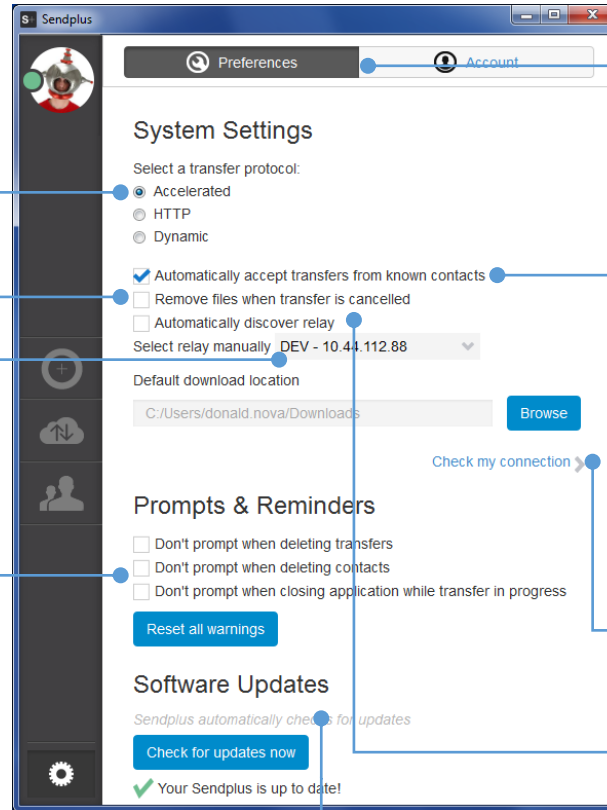 S+ Sendplus
Preferences
Account
System Settings
Select a transfer protocol:
Accelerated
HTTP
Dynamic
Automatically accept transfers from known contacts
Remove files when transfer is cancelled
Automatically discover relay
Select relay manually DEV - 10.44.112.88
Default download location
C:/Users/donald.nova/Downloads
Browse
Check my connection
Prompts & Reminders
Don't prompt when deleting transfers
Don't prompt when deleting contacts
Don't prompt when closing application while transfer in progress
Reset all warnings
Software Updates
Sendplus automatically checks for updates
Check for updates now
Your Sendplus is up to date!